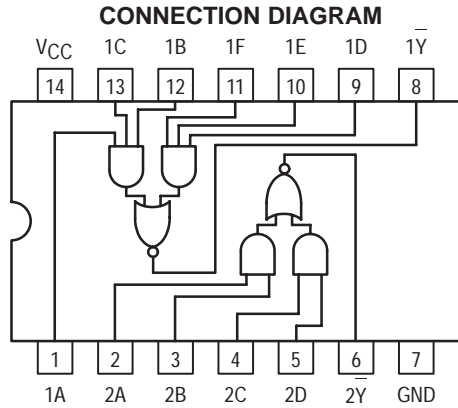 CONNECTION DIAGRAM
VCC 1C 1B 1F 1E 1D 1Y̅
14 13 12 11 10 9 8
1 2 3 4 5 6 7
1A 2A 2B 2C 2D 2Y̅ GND